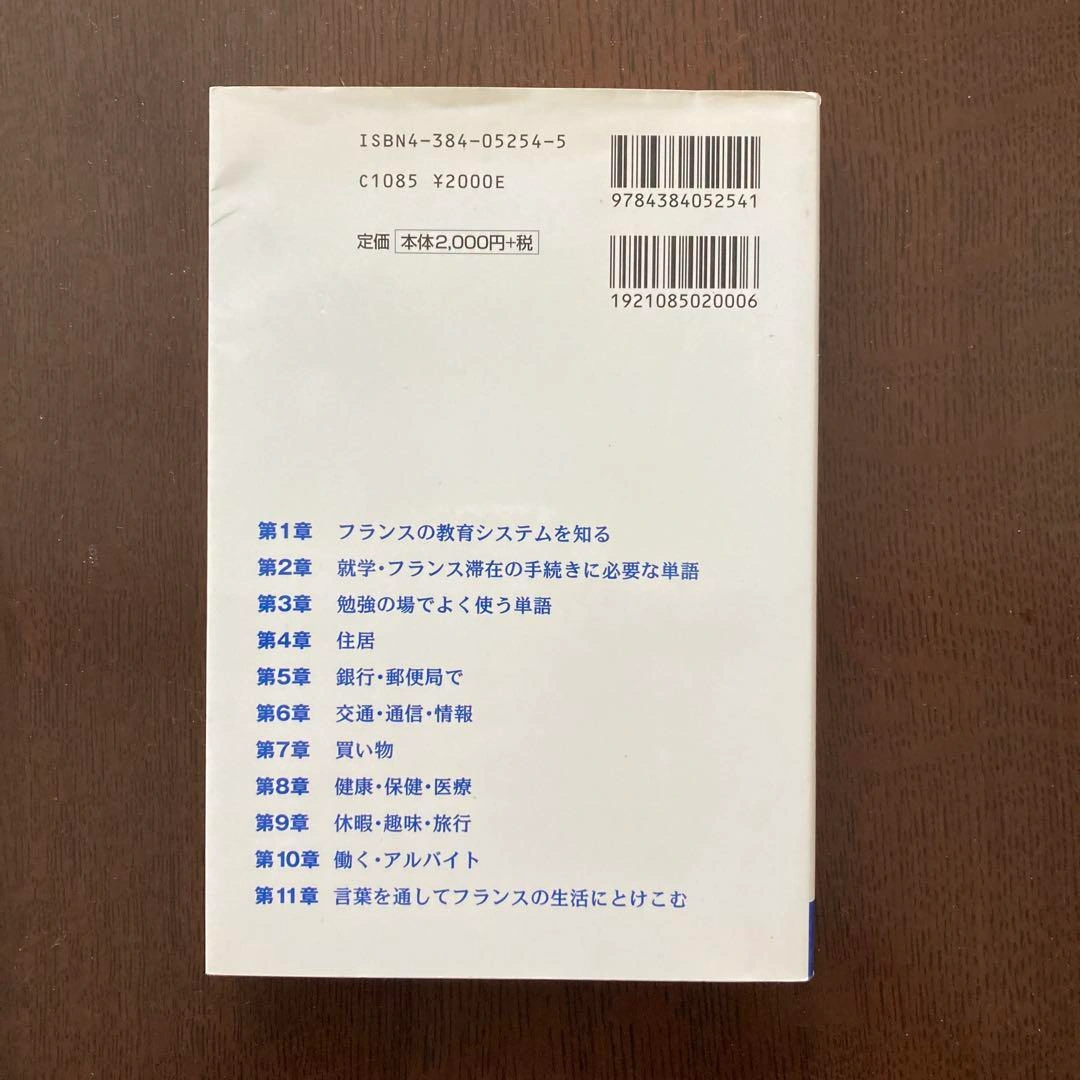 ISBN4-384-05254-5
C1085 ¥2000E
定価 本体2,000円+税
9784384052541
1921085020006
第1章 フランスの教育システムを知る
第2章 就学・フランス滞在の手続きに必要な単語
第3章 勉強の場でよく使う単語
第4章 住居
第5章 銀行・郵便局で
第6章 交通・通信・情報
第7章 買い物
第8章 健康・保健・医療
第9章 休暇・趣味・旅行
第10章 働く・アルバイト
第11章 言葉を通してフランスの生活にとけこむ